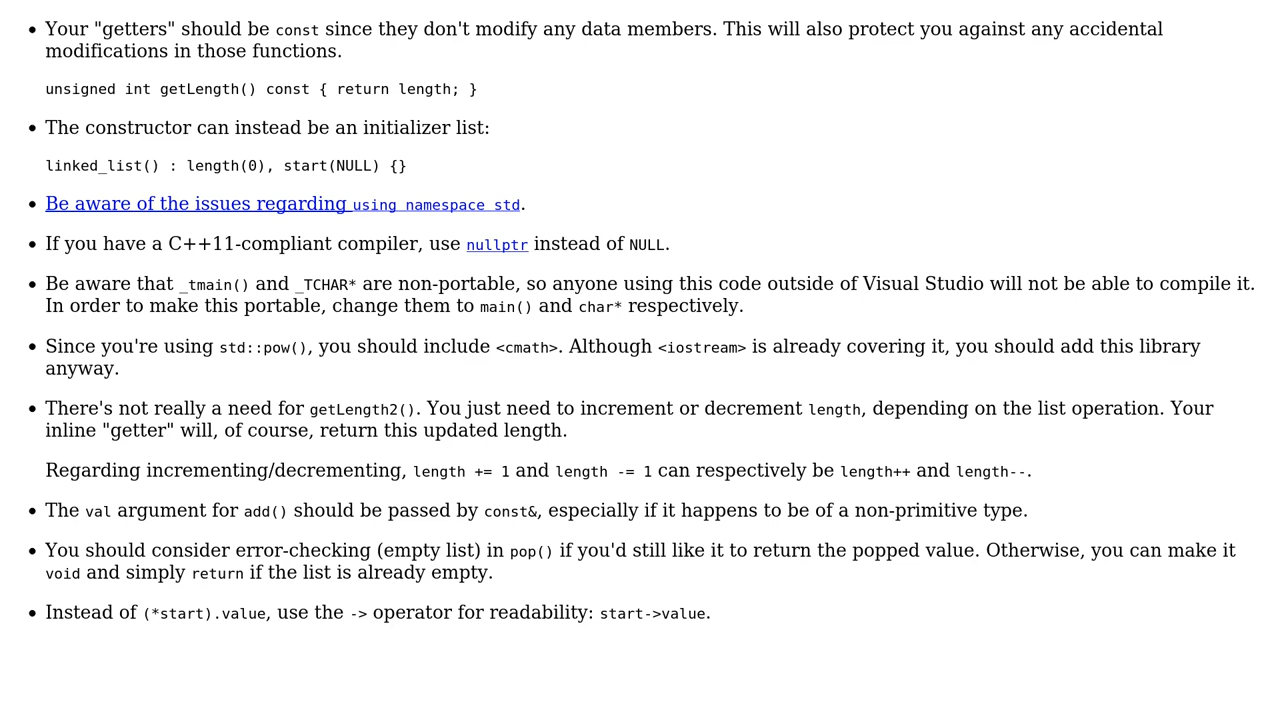 Your "getters" should be const since they don't modify any data members. This will also protect you against any accidental
modifications in those functions.
unsigned int getLength() const { return length; }
The constructor can instead be an initializer list:
linked_list() : length(0), start(NULL) {}
Be aware of the issues regarding using namespace std.
If you have a C++11-compliant compiler, use nullptr instead of NULL.
Be aware that _tmain() and _TCHAR* are non-portable, so anyone using this code outside of Visual Studio will not be able to compile it.
In order to make this portable, change them to main() and char* respectively.
Since you're using std::pow(), you should include <cmath>. Although <iostream> is already covering it, you should add this library
anyway.
There's not really a need for getLength2(). You just need to increment or decrement length, depending on the list operation. Your
inline "getter" will, of course, return this updated length.
Regarding incrementing/decrementing, length += 1 and length -= 1 can respectively be length++ and length--.
The val argument for add() should be passed by const&, especially if it happens to be of a non-primitive type.
You should consider error-checking (empty list) in pop() if you'd still like it to return the popped value. Otherwise, you can make it
void and simply return if the list is already empty.
Instead of (*start).value, use the -> operator for readability: start->value.